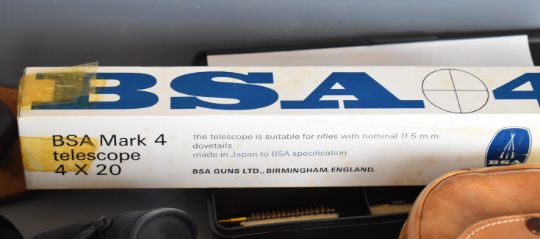 BSA 4
BSA Mark 4
telescope
4 X 20
the telescope is suitable for rifles with nominal 11.5 m.m.
dovetails
made in Japan to BSA specification
BSA GUNS LTD., BIRMINGHAM, ENGLAND.
BSA